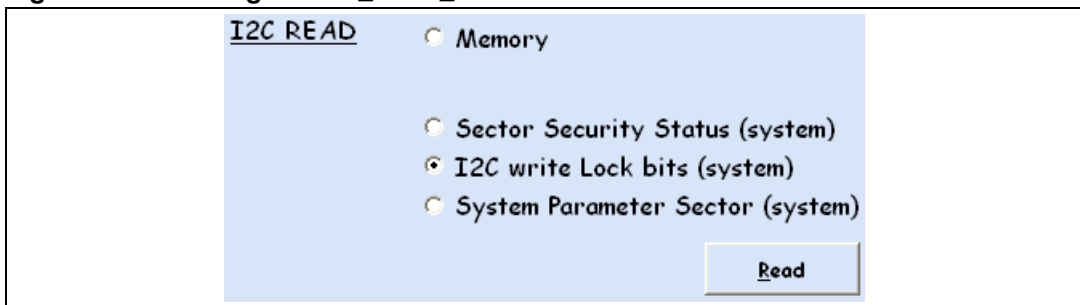 I2C READ
Memory
Sector Security Status (system)
I2C write Lock bits (system)
System Parameter Sector (system)
Read